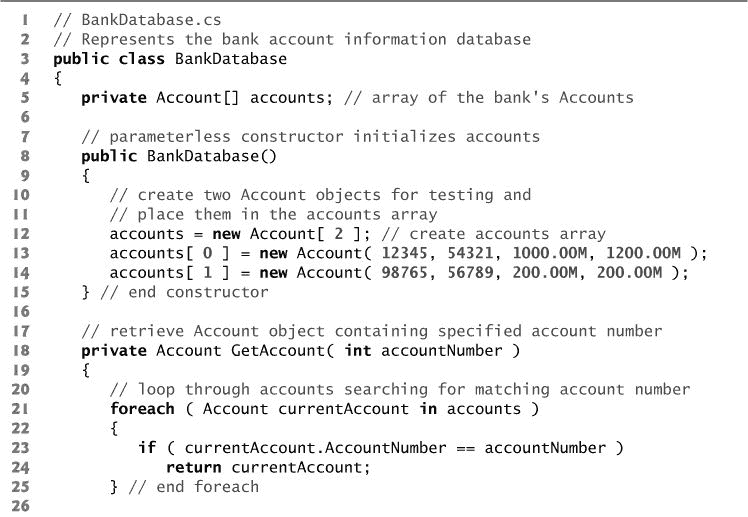 1 // BankDatabase.cs
2 // Represents the bank account information database
3 public class BankDatabase
4 {
5 private Account[] accounts; // array of the bank's Accounts
6
7 // parameterless constructor initializes accounts
8 public BankDatabase()
9 {
10 // create two Account objects for testing and
11 // place them in the accounts array
12 accounts = new Account[ 2 ]; // create accounts array
13 accounts[ 0 ] = new Account( 12345, 54321, 1000.00M, 1200.00M );
14 accounts[ 1 ] = new Account( 98765, 56789, 200.00M, 200.00M );
15 } // end constructor
16
17 // retrieve Account object containing specified account number
18 private Account GetAccount( int accountNumber )
19 {
20 // loop through accounts searching for matching account number
21 foreach ( Account currentAccount in accounts )
22 {
23 if ( currentAccount.AccountNumber == accountNumber )
24 return currentAccount;
25 } // end foreach
26